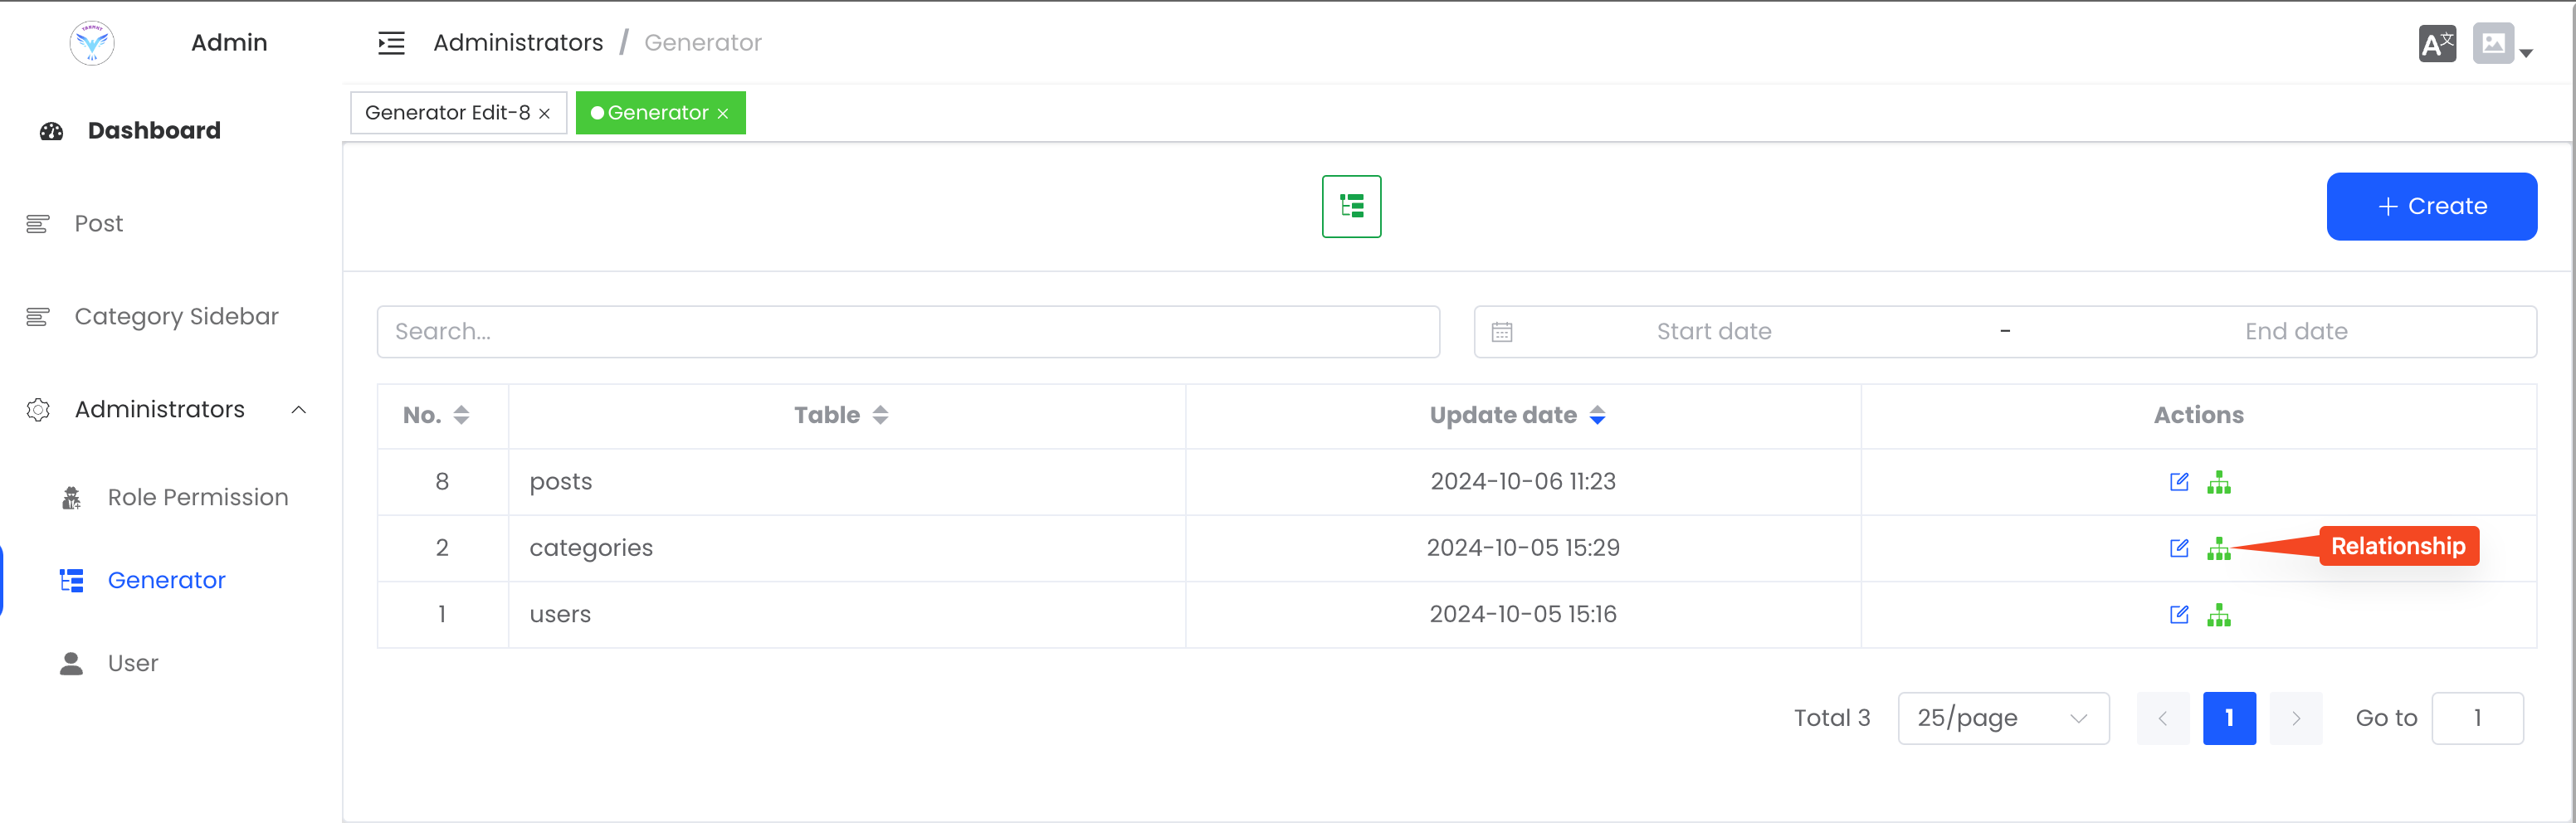 Admin
Administrators / Generator
Dashboard
Generator Edit-8 ×
Generator ×
Post
+ Create
Category Sidebar
Search...
Start date - End date
Administrators
No. Table Update date Actions
8 posts 2024-10-06 11:23
Role Permission
2 categories 2024-10-05 15:29 Relationship
Generator
1 users 2024-10-05 15:16
User
Total 3 25/page 1 Go to 1